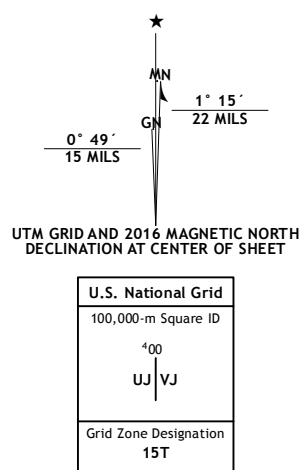 ★
MN
1° 15´
22 MILS
GN
0° 49´
15 MILS
UTM GRID AND 2016 MAGNETIC NORTH
DECLINATION AT CENTER OF SHEET
U.S. National Grid
100,000-m Square ID
⁴00
UJ VJ
Grid Zone Designation
15T